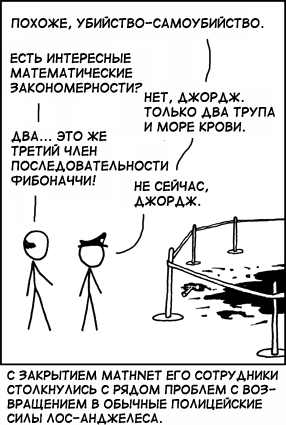 ПОХОЖЕ, УБИЙСТВО-САМОУБИЙСТВО.
ЕСТЬ ИНТЕРЕСНЫЕ
МАТЕМАТИЧЕСКИЕ
ЗАКОНОМЕРНОСТИ?
НЕТ, ДЖОРДЖ.
ТОЛЬКО ДВА ТРУПА
И МОРЕ КРОВИ.
ДВА... ЭТО ЖЕ
ТРЕТИЙ ЧЛЕН
ПОСЛЕДОВАТЕЛЬНОСТИ
ФИБОНАЧЧИ!
НЕ СЕЙЧАС,
ДЖОРДЖ.
С ЗАКРЫТИЕМ MATHNET ЕГО СОТРУДНИКИ
СТОЛКНУЛИСЬ С РЯДОМ ПРОБЛЕМ С ВОЗ-
ВРАЩЕНИЕМ В ОБЫЧНЫЕ ПОЛИЦЕЙСКИЕ
СИЛЫ ЛОС-АНДЖЕЛЕСА.